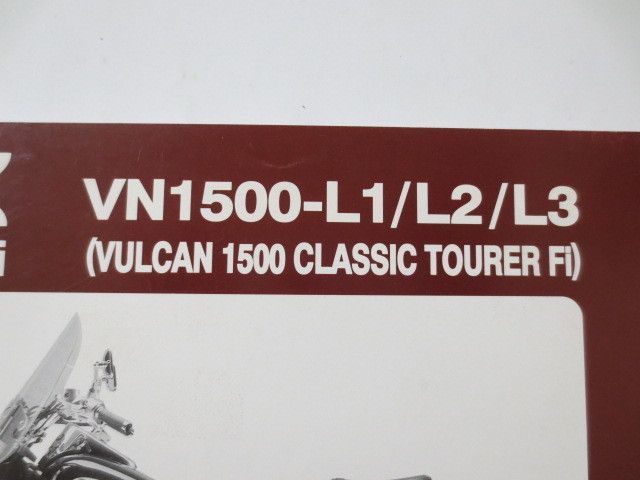 VN1500-L1/L2/L3
(VULCAN 1500 CLASSIC TOURER Fi)